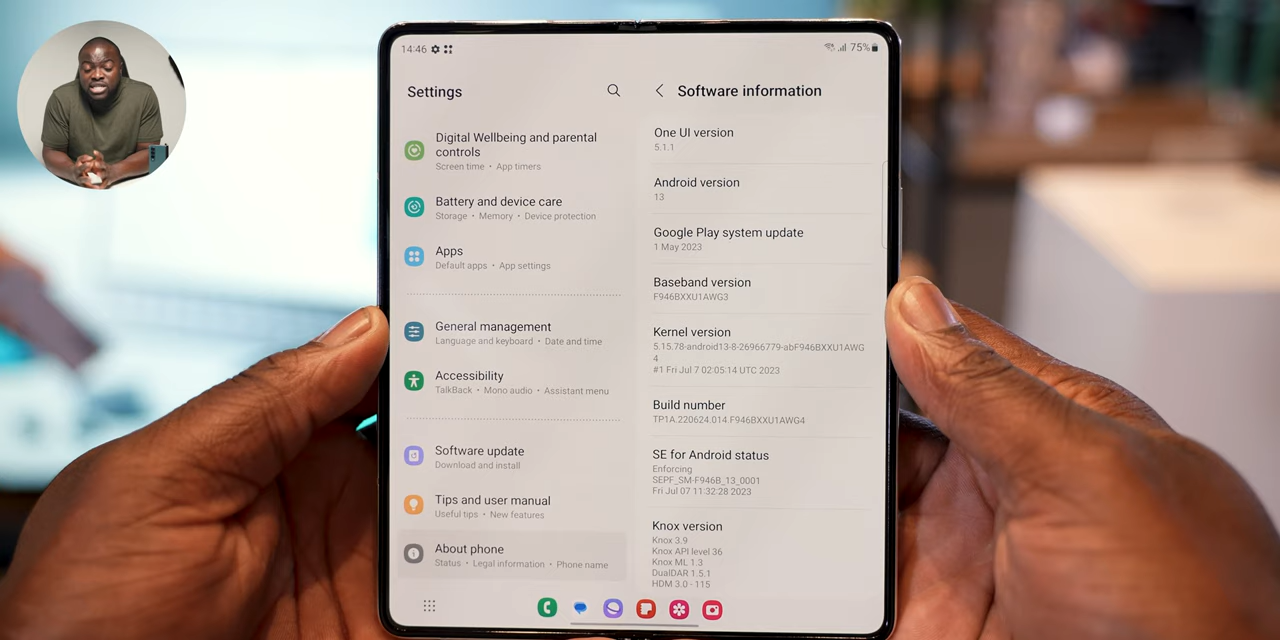 14:46
75%
Settings
Digital Wellbeing and parental
controls
Screen time • App timers
Battery and device care
Storage • Memory • Device protection
Apps
Default apps • App settings
General management
Language and keyboard • Date and time
Accessibility
TalkBack • Mono audio • Assistant menu
Software update
Download and install
Tips and user manual
Useful tips • New features
About phone
Status • Legal information • Phone name
Software information
One UI version
5.1.1
Android version
13
Google Play system update
1 May 2023
Baseband version
F946BXXU1AWG3
Kernel version
5.15.78-android13-8-26966779-abF946BXXU1AWG
4
#1 Fri Jul 7 02:05:14 UTC 2023
Build number
TP1A.220624.014.F946BXXU1AWG4
SE for Android status
Enforcing
SEPF_SM-F946B_13_0001
Fri Jul 07 11:32:28 2023
Knox version
Knox 3.9
Knox API level 36
Knox ML 1.3
DualDAR 1.5.1
HDM 3.0 - 115